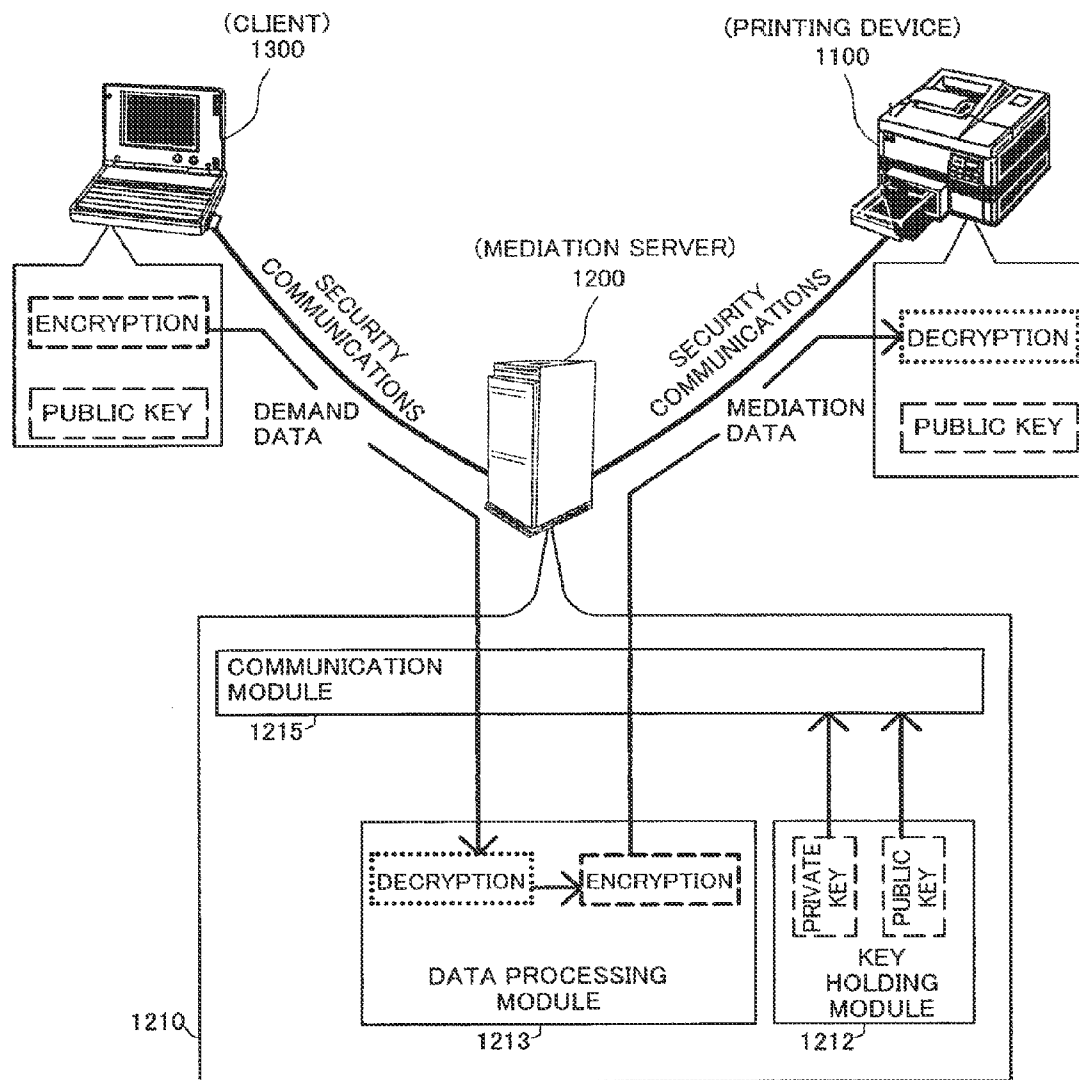 (CLIENT)
1300
(PRINTING DEVICE)
1100
(MEDIATION SERVER)
1200
SECURITY
COMMUNICATIONS
SECURITY
COMMUNICATIONS
ENCRYPTION
PUBLIC KEY
DEMAND
DATA
MEDIATION
DATA
DECRYPTION
PUBLIC KEY
COMMUNICATION
MODULE
1215
DECRYPTION
ENCRYPTION
DATA PROCESSING
MODULE
1213
PRIVATE
KEY
PUBLIC
KEY
KEY
HOLDING
MODULE
1212
1210